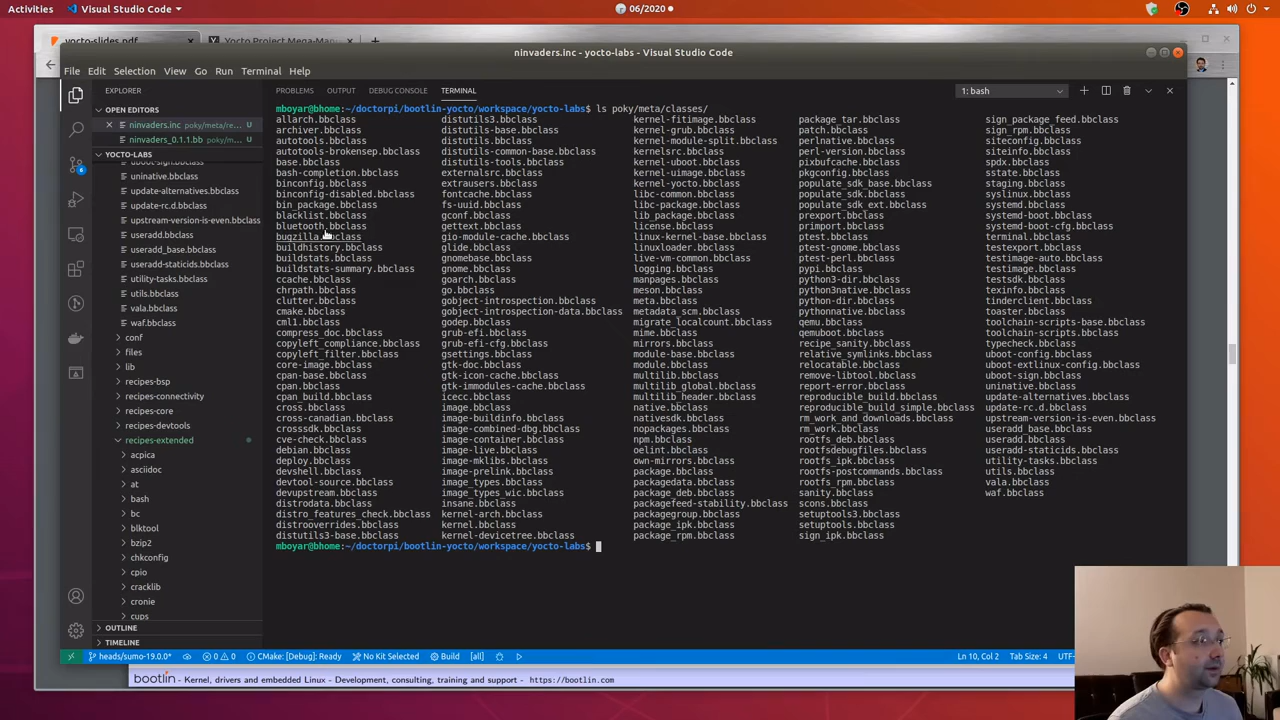 Activities
Visual Studio Code
06/2020
yocto-slides.pdf
Yocto Project Mega-Man
ninvaders.inc - yocto-labs - Visual Studio Code
File Edit Selection View Go Run Terminal Help
EXPLORER
OPEN EDITORS
ninvaders.inc poky/meta/re... U
ninvaders_0.1.1.bb poky/m... U
YOCTO-LABS
uboot-sign.bbclass
uninative.bbclass
update-alternatives.bbclass
update-rc.d.bbclass
upstream-version-is-even.bbclass
useradd.bbclass
useradd_base.bbclass
useradd-staticids.bbclass
utility-tasks.bbclass
utils.bbclass
vala.bbclass
waf.bbclass
conf
files
lib
recipes-bsp
recipes-connectivity
recipes-core
recipes-devtools
recipes-extended
acpica
asciidoc
at
bash
bc
blktool
bzip2
chkconfig
cpio
cracklib
cronie
cups
OUTLINE
TIMELINE
PROBLEMS OUTPUT DEBUG CONSOLE TERMINAL
1: bash
mboyar@bhome:~/doctorpi/bootlin-yocto/workspace/yocto-labs$ ls poky/meta/classes/
allarch.bbclass distutils3.bbclass kernel-fitimage.bbclass package_tar.bbclass sign_package_feed.bbclass
archiver.bbclass distutils-base.bbclass kernel-grub.bbclass patch.bbclass sign_rpm.bbclass
autotools.bbclass distutils.bbclass kernel-module-split.bbclass perlnative.bbclass siteconfig.bbclass
autotools-brokensep.bbclass distutils-common-base.bbclass kernelsrc.bbclass perl-version.bbclass siteinfo.bbclass
base.bbclass distutils-tools.bbclass kernel-uboot.bbclass pixbufcache.bbclass spdx.bbclass
bash-completion.bbclass externalsrc.bbclass kernel-uimage.bbclass pkgconfig.bbclass sstate.bbclass
binconfig.bbclass extrausers.bbclass kernel-yocto.bbclass populate_sdk_base.bbclass staging.bbclass
binconfig-disabled.bbclass fontcache.bbclass libc-common.bbclass populate_sdk.bbclass syslinux.bbclass
bin_package.bbclass fs-uuid.bbclass libc-package.bbclass populate_sdk_ext.bbclass systemd.bbclass
blacklist.bbclass gconf.bbclass lib_package.bbclass prexport.bbclass systemd-boot.bbclass
bluetooth.bbclass gettext.bbclass license.bbclass primport.bbclass systemd-boot-cfg.bbclass
bugzilla.bbclass gio-module-cache.bbclass linux-kernel-base.bbclass ptest.bbclass terminal.bbclass
buildhistory.bbclass glide.bbclass linuxloader.bbclass ptest-gnome.bbclass testexport.bbclass
buildstats.bbclass gnomebase.bbclass live-vm-common.bbclass ptest-perl.bbclass testimage-auto.bbclass
buildstats-summary.bbclass gnome.bbclass logging.bbclass pypi.bbclass testimage.bbclass
ccache.bbclass goarch.bbclass manpages.bbclass python3-dir.bbclass testsdk.bbclass
chrpath.bbclass go.bbclass meson.bbclass python3native.bbclass texinfo.bbclass
clutter.bbclass gobject-introspection.bbclass meta.bbclass python-dir.bbclass tinderclient.bbclass
cmake.bbclass gobject-introspection-data.bbclass metadata_scm.bbclass pythonnative.bbclass toaster.bbclass
cml1.bbclass godep.bbclass migrate_localcount.bbclass qemu.bbclass toolchain-scripts-base.bbclass
compress_doc.bbclass grub-efi.bbclass mime.bbclass qemuboot.bbclass toolchain-scripts.bbclass
copyleft_compliance.bbclass grub-efi-cfg.bbclass mirrors.bbclass recipe_sanity.bbclass typecheck.bbclass
copyleft_filter.bbclass gsettings.bbclass module-base.bbclass relative_symlinks.bbclass uboot-config.bbclass
core-image.bbclass gtk-doc.bbclass module.bbclass relocatable.bbclass uboot-extlinux-config.bbclass
cpan-base.bbclass gtk-icon-cache.bbclass multilib.bbclass remove-libtool.bbclass uboot-sign.bbclass
cpan.bbclass gtk-immodules-cache.bbclass multilib_global.bbclass report-error.bbclass uninative.bbclass
cpan_build.bbclass icecc.bbclass multilib_header.bbclass reproducible_build.bbclass update-alternatives.bbclass
cross.bbclass image.bbclass native.bbclass reproducible_build_simple.bbclass update-rc.d.bbclass
cross-canadian.bbclass image-buildinfo.bbclass nativesdk.bbclass rm_work_and_downloads.bbclass upstream-version-is-even.bbclass
crosssdk.bbclass image-combined-dbg.bbclass nopackages.bbclass rm_work.bbclass useradd_base.bbclass
cve-check.bbclass image-container.bbclass npm.bbclass rootfs_deb.bbclass useradd.bbclass
debian.bbclass image-live.bbclass oelint.bbclass rootfsdebugfiles.bbclass useradd-staticids.bbclass
deploy.bbclass image-mklibs.bbclass own-mirrors.bbclass rootfs_ipk.bbclass utility-tasks.bbclass
devshell.bbclass image-prelink.bbclass package.bbclass rootfs-postcommands.bbclass utils.bbclass
devtool-source.bbclass image_types.bbclass packagedata.bbclass rootfs_rpm.bbclass vala.bbclass
devupstream.bbclass image_types_wic.bbclass package_deb.bbclass sanity.bbclass waf.bbclass
distrodata.bbclass insane.bbclass packagefeed-stability.bbclass scons.bbclass
distro_features_check.bbclass kernel-arch.bbclass packagegroup.bbclass setuptools3.bbclass
distrooverrides.bbclass kernel.bbclass package_ipk.bbclass setuptools.bbclass
distutils3-base.bbclass kernel-devicetree.bbclass package_rpm.bbclass sign_ipk.bbclass
mboyar@bhome:~/doctorpi/bootlin-yocto/workspace/yocto-labs$
heads/sumo-19.0.0* 0 0 CMake: [Debug]: Ready No Kit Selected Build [all] Ln 10, Col 2 Tab Size: 4 UTF-
bootlin - Kernel, drivers and embedded Linux - Development, consulting, training and support - https://bootlin.com